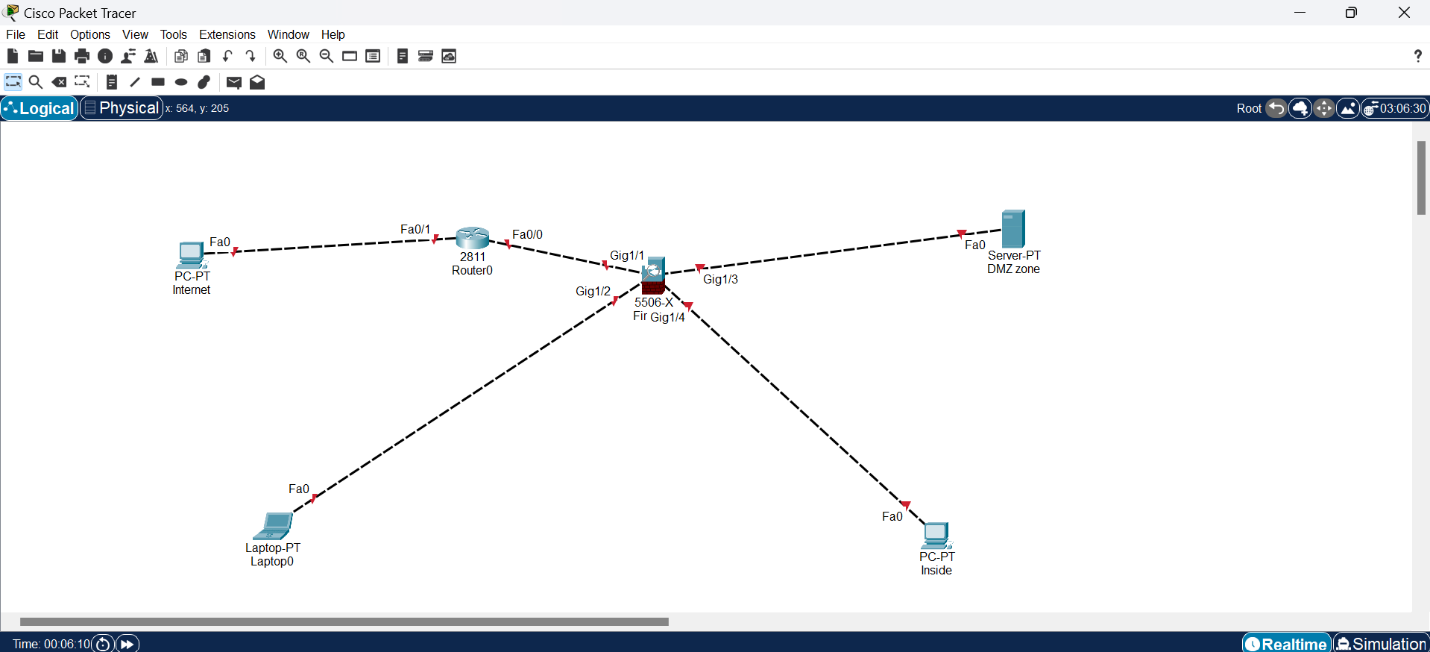 Cisco Packet Tracer
File Edit Options View Tools Extensions Window Help
?
Logical Physical x: 564, y: 205 Root 03:06:30
Fa0
PC-PT
Internet
Fa0/1
Fa0/0
2811
Router0
Gig1/1
Gig1/2
Gig1/3
5506-X
Fir Gig1/4
Fa0
Server-PT
DMZ zone
Fa0
Laptop-PT
Laptop0
Fa0
PC-PT
Inside
Time: 00:06:10 Realtime Simulation